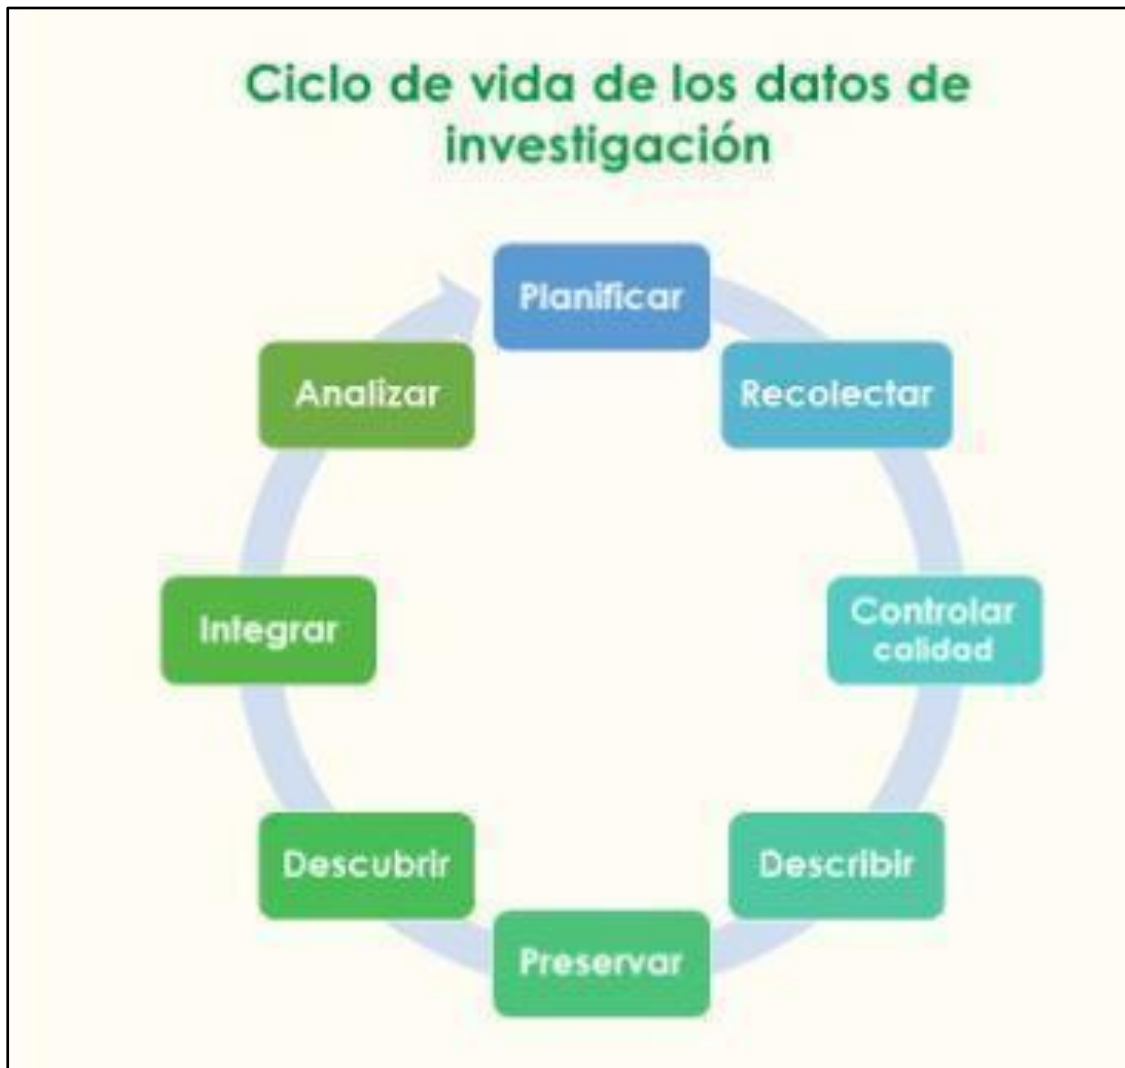 Ciclo de vida de los datos de
investigación
Planificar
Recolectar
Controlar
calidad
Describir
Preservar
Descubrir
Integrar
Analizar